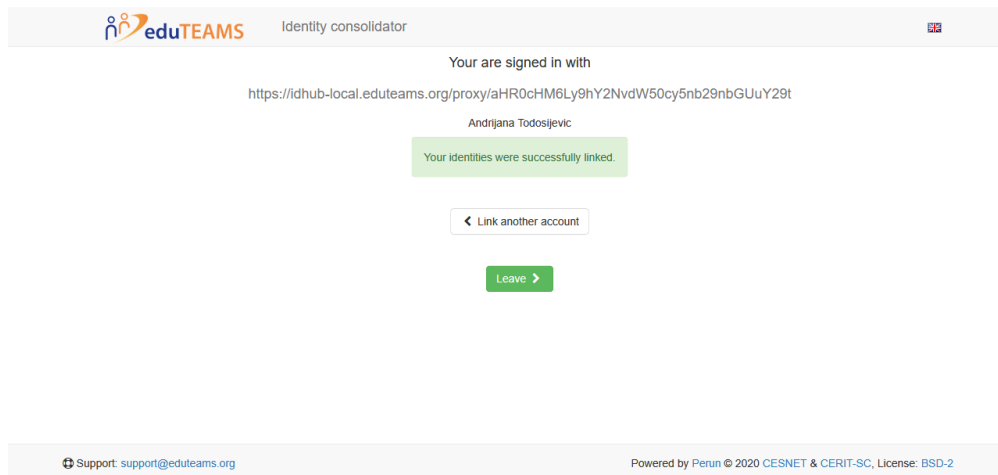 eduTEAMS Identity consolidator
Your are signed in with
https://idhub-local.eduteams.org/proxy/aHR0cHM6Ly9hY2NvdW50cy5nb29nbGUuY29t
Andrijana Todosijevic
Your identities were successfully linked.
Link another account
Leave
Support: support@eduteams.org Powered by Perun © 2020 CESNET & CERIT-SC, License: BSD-2